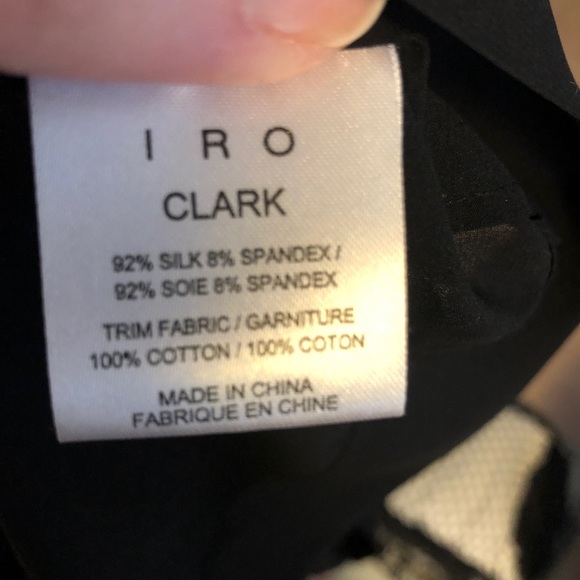 I R O
CLARK
92% SILK 8% SPANDEX /
92% SOIE 8% SPANDEX
TRIM FABRIC / GARNITURE
100% COTTON / 100% COTON
MADE IN CHINA
FABRIQUE EN CHINE